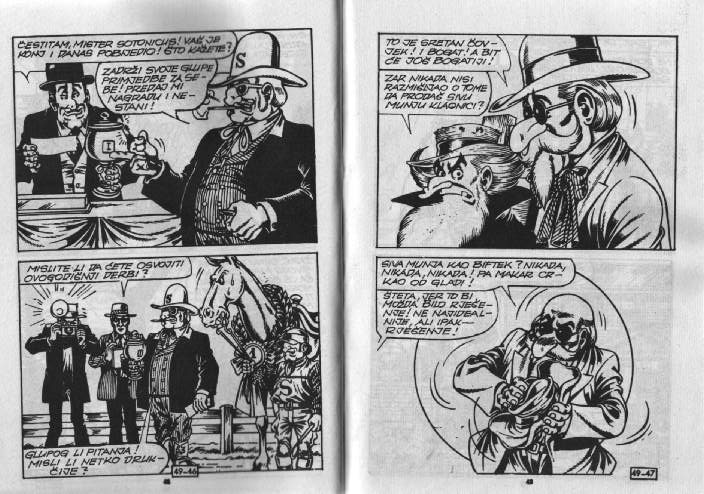 ČESTITAM, MISTER SOTONICUS! VAŠ JE
KONJ I DANAS POBIJEDIO! ŠTO KAŽETE?
ZADRŽI SVOJE GLUPE
PRIMJEDBE ZA SE-
BE! PREDAJ MI
NAGRADU I NE-
STANI!
S
1
MISLITE LI DA ĆETE OSVOJITI
OVOGODIŠNJI DERBI?
S
S
GLUPOG LI PITANJA!
MISLI LI NETKO DRUK-
ČIJE?
49-46
48
TO JE SRETAN ČOV-
JEK! I BOGAT! A BIT
ĆE JOŠ BOGATIJI!
ZAR NIKADA NISI
RAZMIŠLJAO O TOME
DA PRODAŠ SIVU
MUNJU KLAONICI?
SIVA MUNJA KAO BIFTEK? NIKADA,
NIKADA, NIKADA! PA MAKAR CR-
KAO OD GLADI!
ŠTETA, JER TO BI
MOŽDA BILO RJEŠE-
NJE! NE NAJIDEAL-
NIJE, ALI IPAK-
RJEŠENJE!
49-47